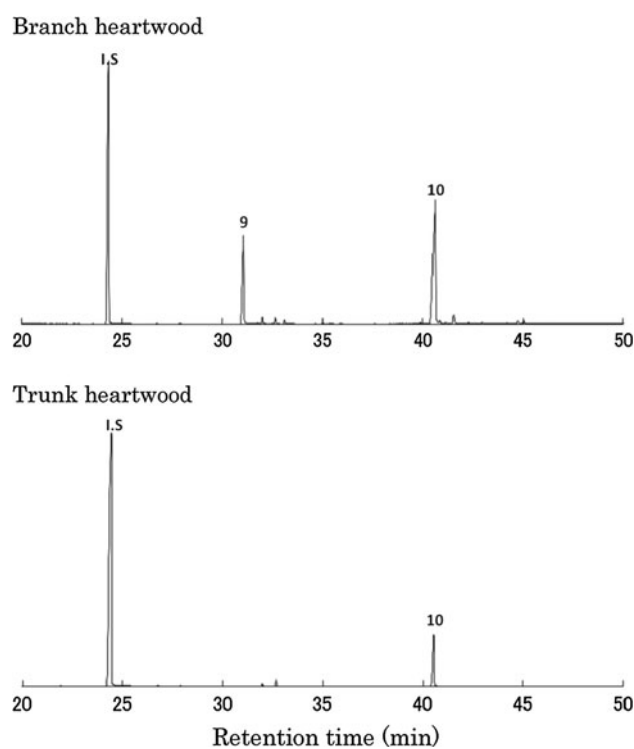 Branch heartwood
I.S
9
10
20 25 30 35 40 45 50
Trunk heartwood
I.S
10
20 25 30 35 40 45 50
Retention time (min)